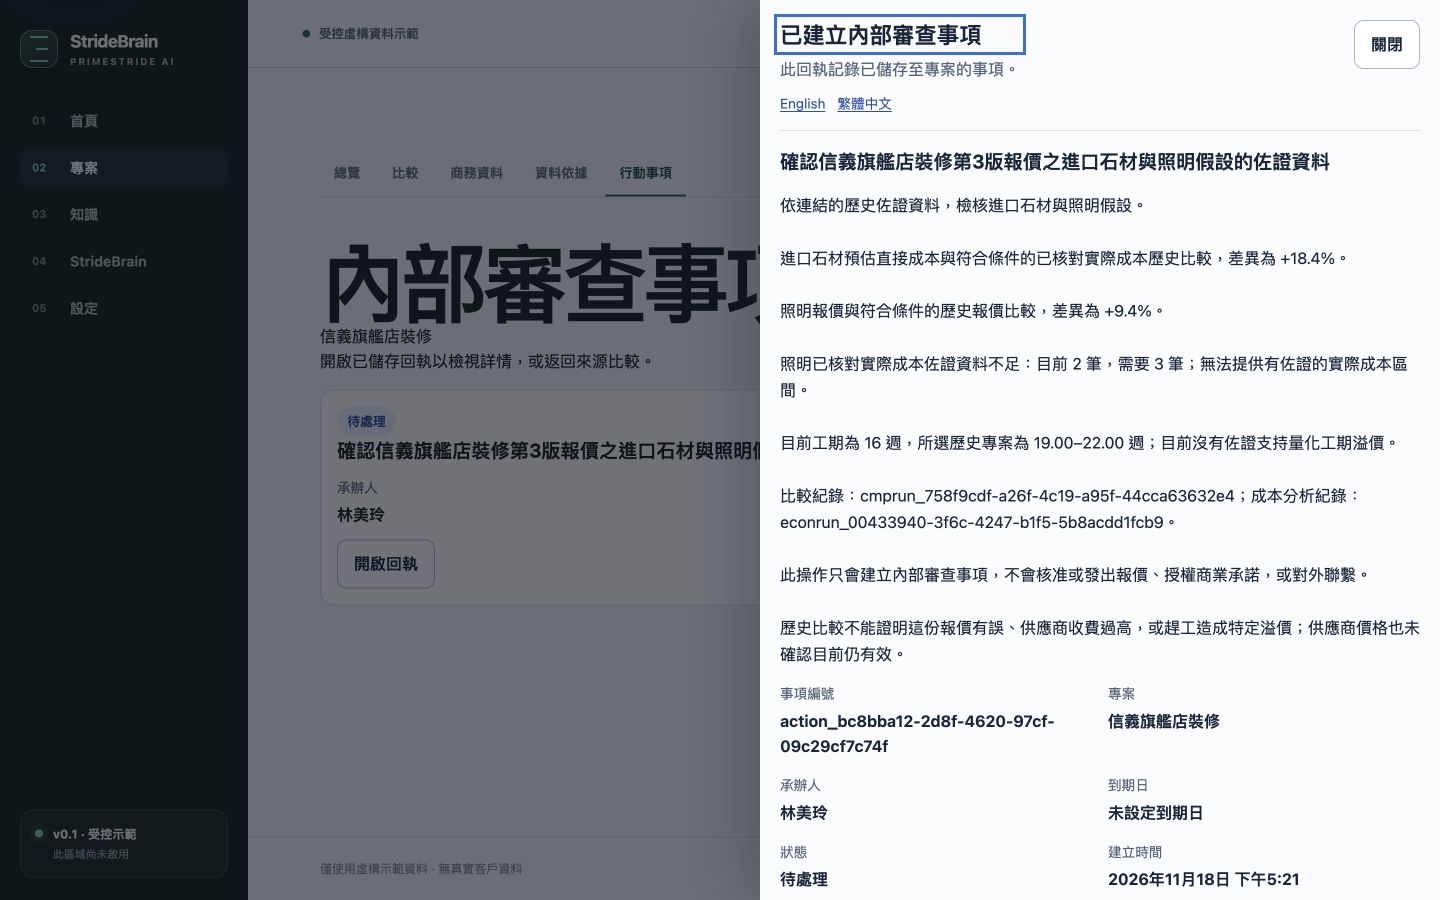 StrideBrain
PRIMESTRIDE AI
01 首頁
02 專案
03 知識
04 StrideBrain
05 設定
v0.1 · 受控示範
此區域尚未啟用
受控虛構資料示範
總覽 比較 商務資料 資料依據 行動事項
內部審查事
信義旗艦店裝修
開啟已儲存回執以檢視詳情，或返回來源比較。
待處理
確認信義旗艦店裝修第3版報價之進口石材與照明
承辦人
林美玲
開啟回執
僅使用虛構示範資料 · 無真實客戶資料
已建立內部審查事項
關閉
此回執記錄已儲存至專案的事項。
English 繁體中文
確認信義旗艦店裝修第3版報價之進口石材與照明假設的佐證資料
依連結的歷史佐證資料，檢核進口石材與照明假設。
進口石材預估直接成本與符合條件的已核對實際成本歷史比較，差異為 +18.4%。
照明報價與符合條件的歷史報價比較，差異為 +9.4%。
照明已核對實際成本佐證資料不足：目前 2 筆，需要 3 筆；無法提供有佐證的實際成本區
間。
目前工期為 16 週，所選歷史專案為 19.00–22.00 週；目前沒有佐證支持量化工期溢價。
比較紀錄：cmprun_758f9cdf-a26f-4c19-a95f-44cca63632e4；成本分析紀錄：
econrun_00433940-3f6c-4247-b1f5-5b8acdd1fcb9。
此操作只會建立內部審查事項，不會核准或發出報價、授權商業承諾，或對外聯繫。
歷史比較不能證明這份報價有誤、供應商收費過高，或趕工造成特定溢價；供應商價格也未
確認目前仍有效。
事項編號
action_bc8bba12-2d8f-4620-97cf-
09c29cf7c74f
專案
信義旗艦店裝修
承辦人
林美玲
到期日
未設定到期日
狀態
待處理
建立時間
2026年11月18日 下午5:21